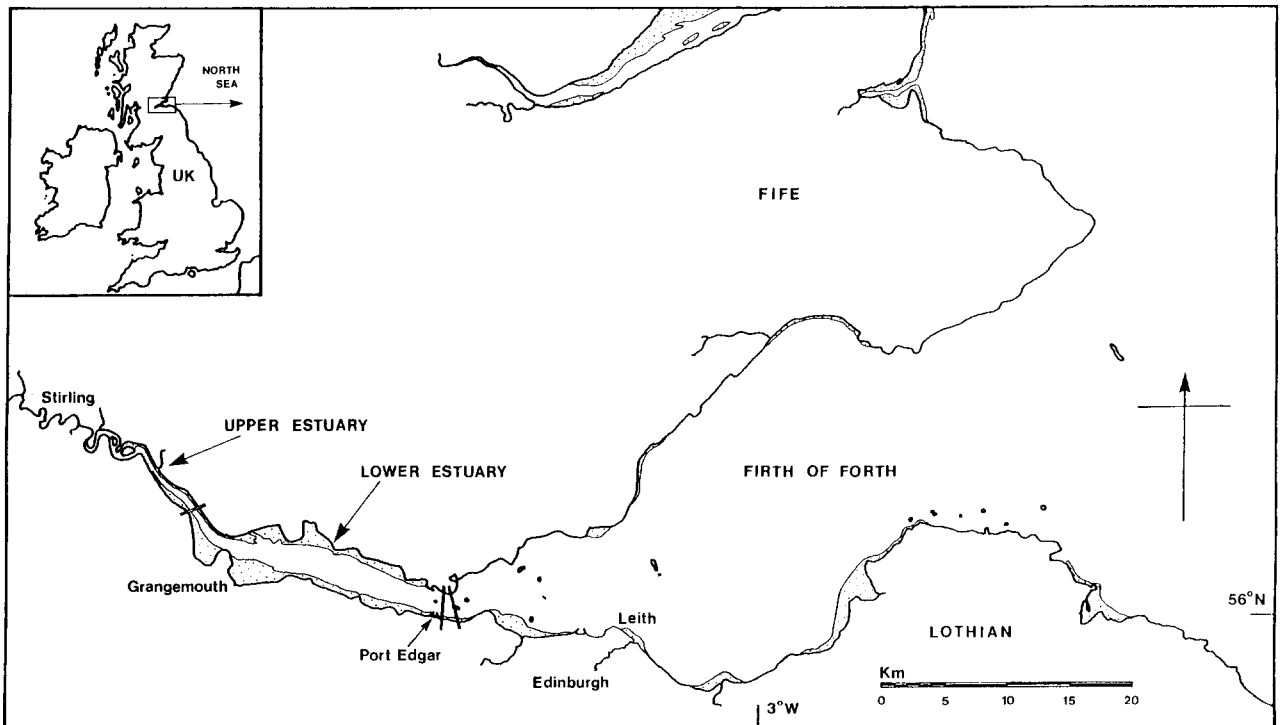 NORTH
SEA
UK
FIFE
Stirling
UPPER ESTUARY
LOWER ESTUARY
FIRTH OF FORTH
Grangemouth
Port Edgar
Leith
Edinburgh
LOTHIAN
56°N
Km
0 5 10 15 20
3°W